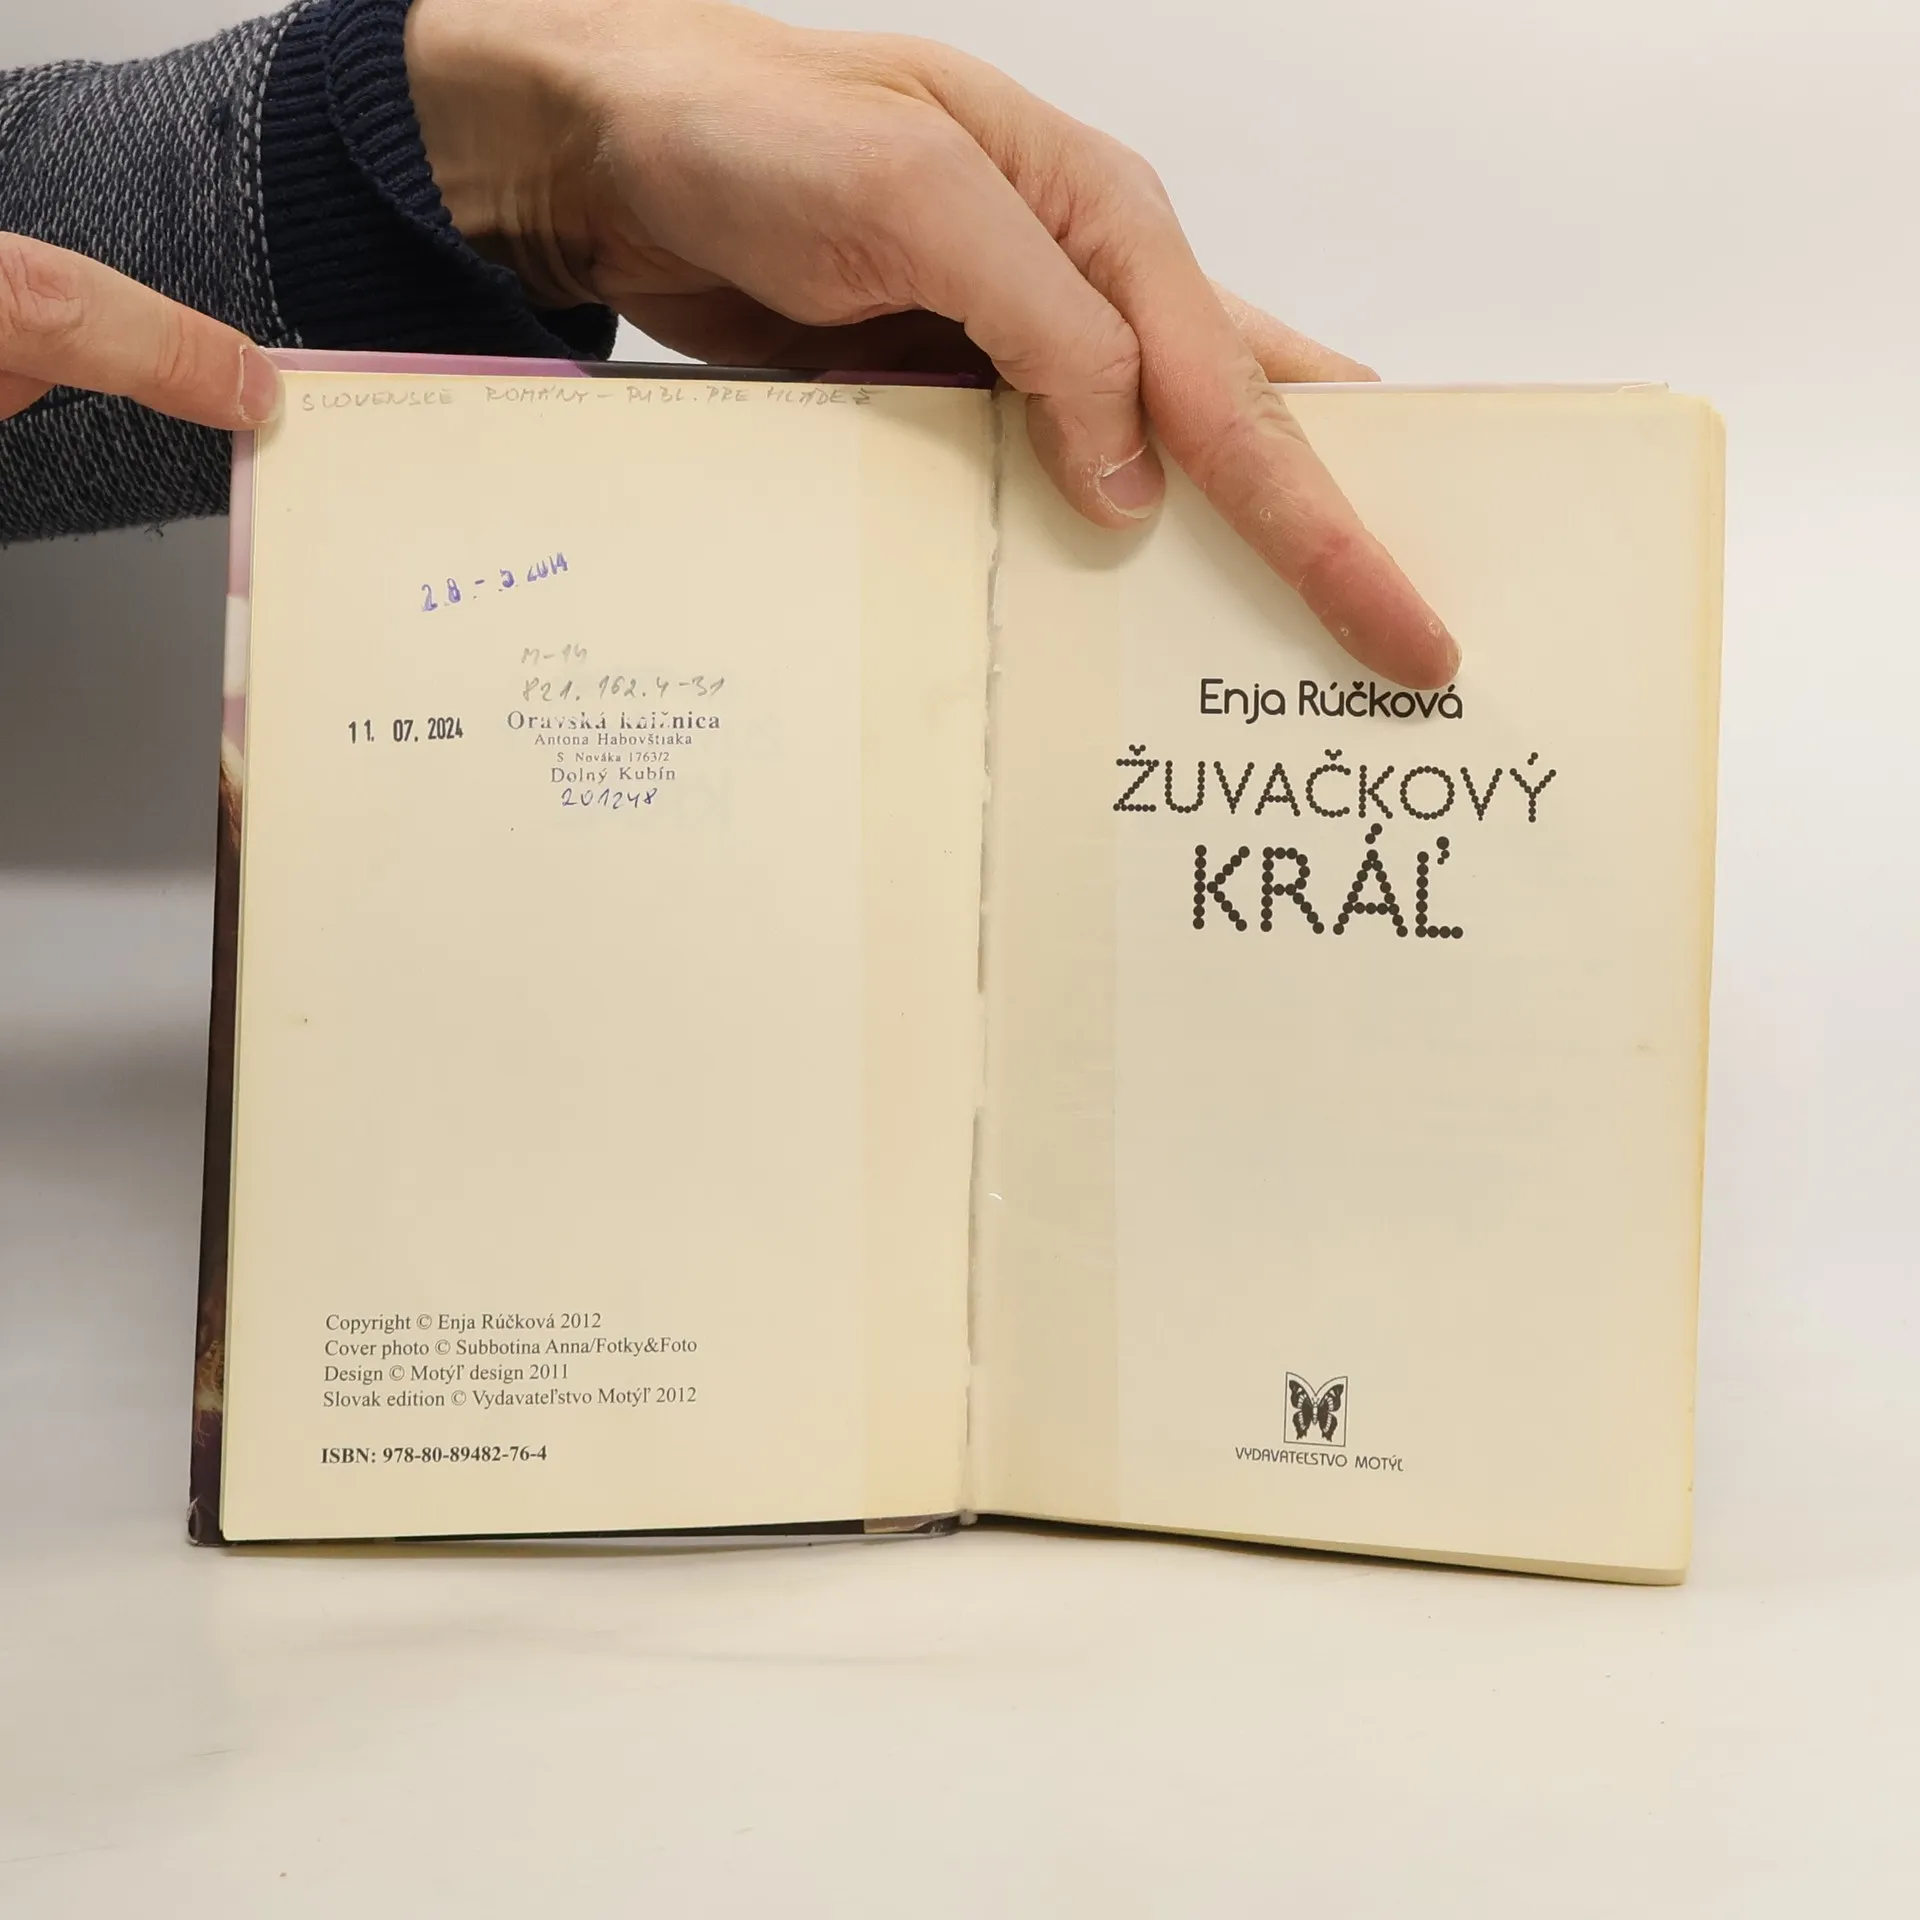 SLOVENSKÉ ROMÁNY - PUBL. PRE MLÁDEŽ
28 -
M-14
821.162.4-31
11. 07. 2024
Oravská knižnica
Antona Habovštiaka
S Nováka 1763/2
Dolný Kubín
201248
Copyright © Enja Rúčková 2012
Cover photo © Subbotina Anna/Fotky&Foto
Design © Motýľ design 2011
Slovak edition © Vydavateľstvo Motýľ 2012
ISBN: 978-80-89482-76-4
Enja Rúčková
ŽUVAČKOVÝ
KRÁĽ
VYDAVATEĽSTVO MOTÝĽ